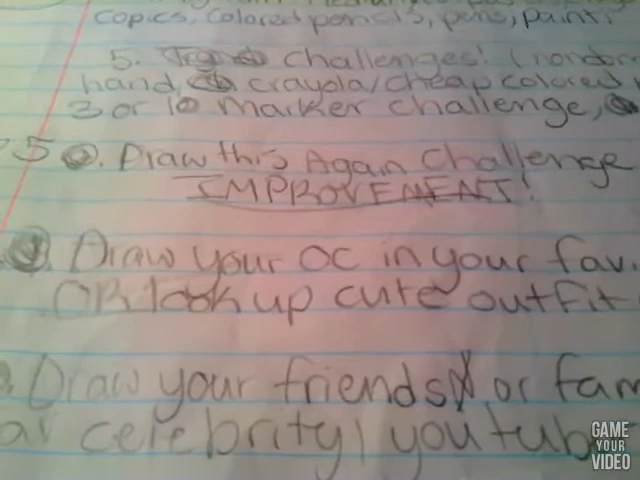 copics, colored pencils, pens, paint,
5. challenges! (nondo
hand, crayola/cheap colored
3 or 10 marker challenge,
5. Draw this Again Challenge
IMPROVEMENT!
Draw your OC in your fav.
OR look up cute outfit
Draw your friends or fam
celebrity/youtube
GAME
YOUR
VIDEO